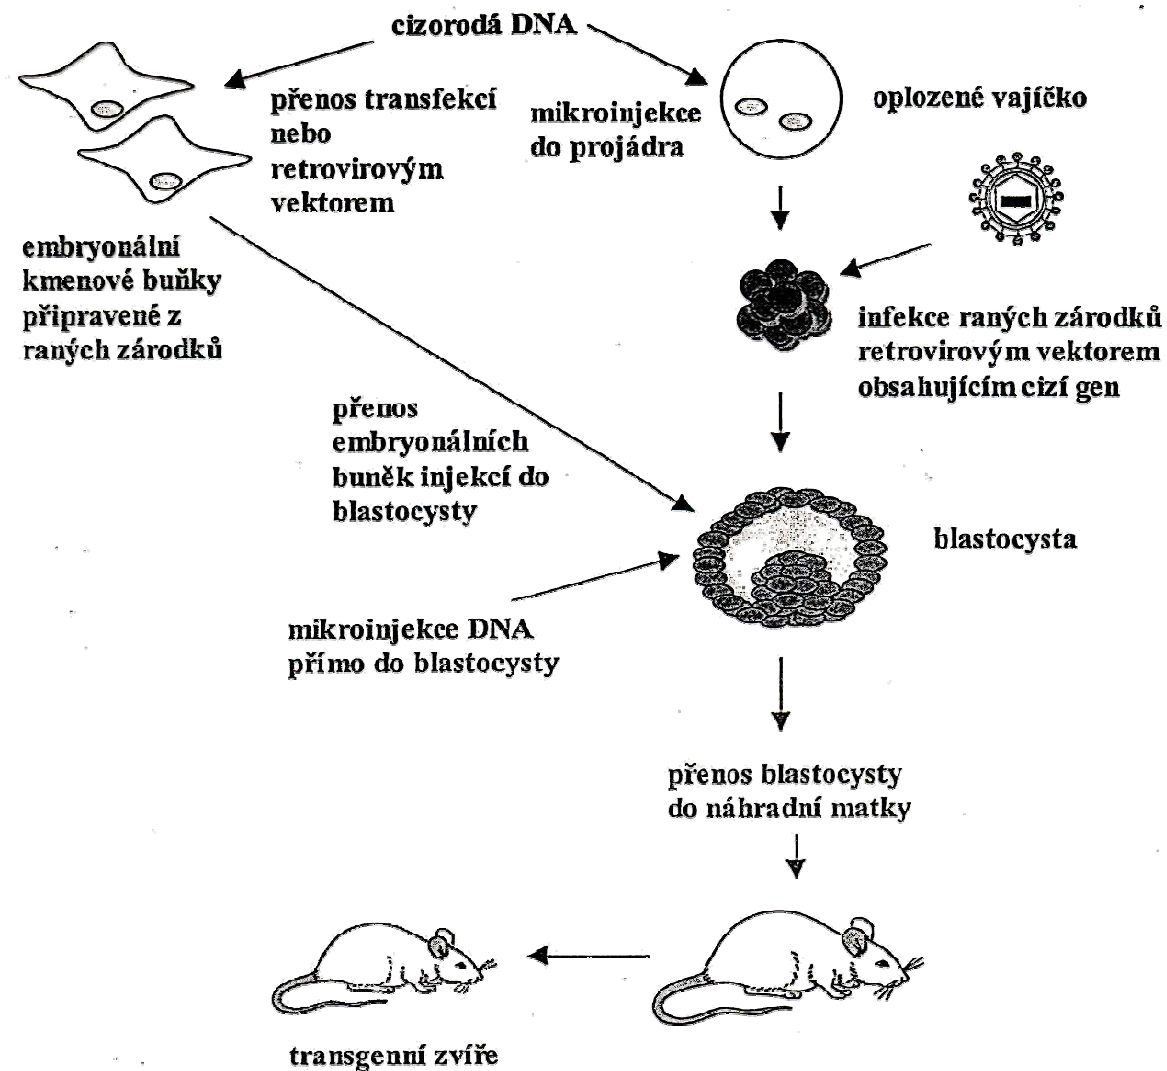 cizorodá DNA
přenos transfekcí
nebo
retrovirovým
vektorem
mikroinjekce
do projádra
oplozené vajíčko
embryonální
kmenové buňky
připravené z
raných zárodků
infekce raných zárodků
retrovirovým vektorem
obsahujícím cizí gen
přenos
embryonálních
buněk injekcí do
blastocysty
blastocysta
mikroinjekce DNA
přímo do blastocysty
přenos blastocysty
do náhradní matky
transgenní zvíře